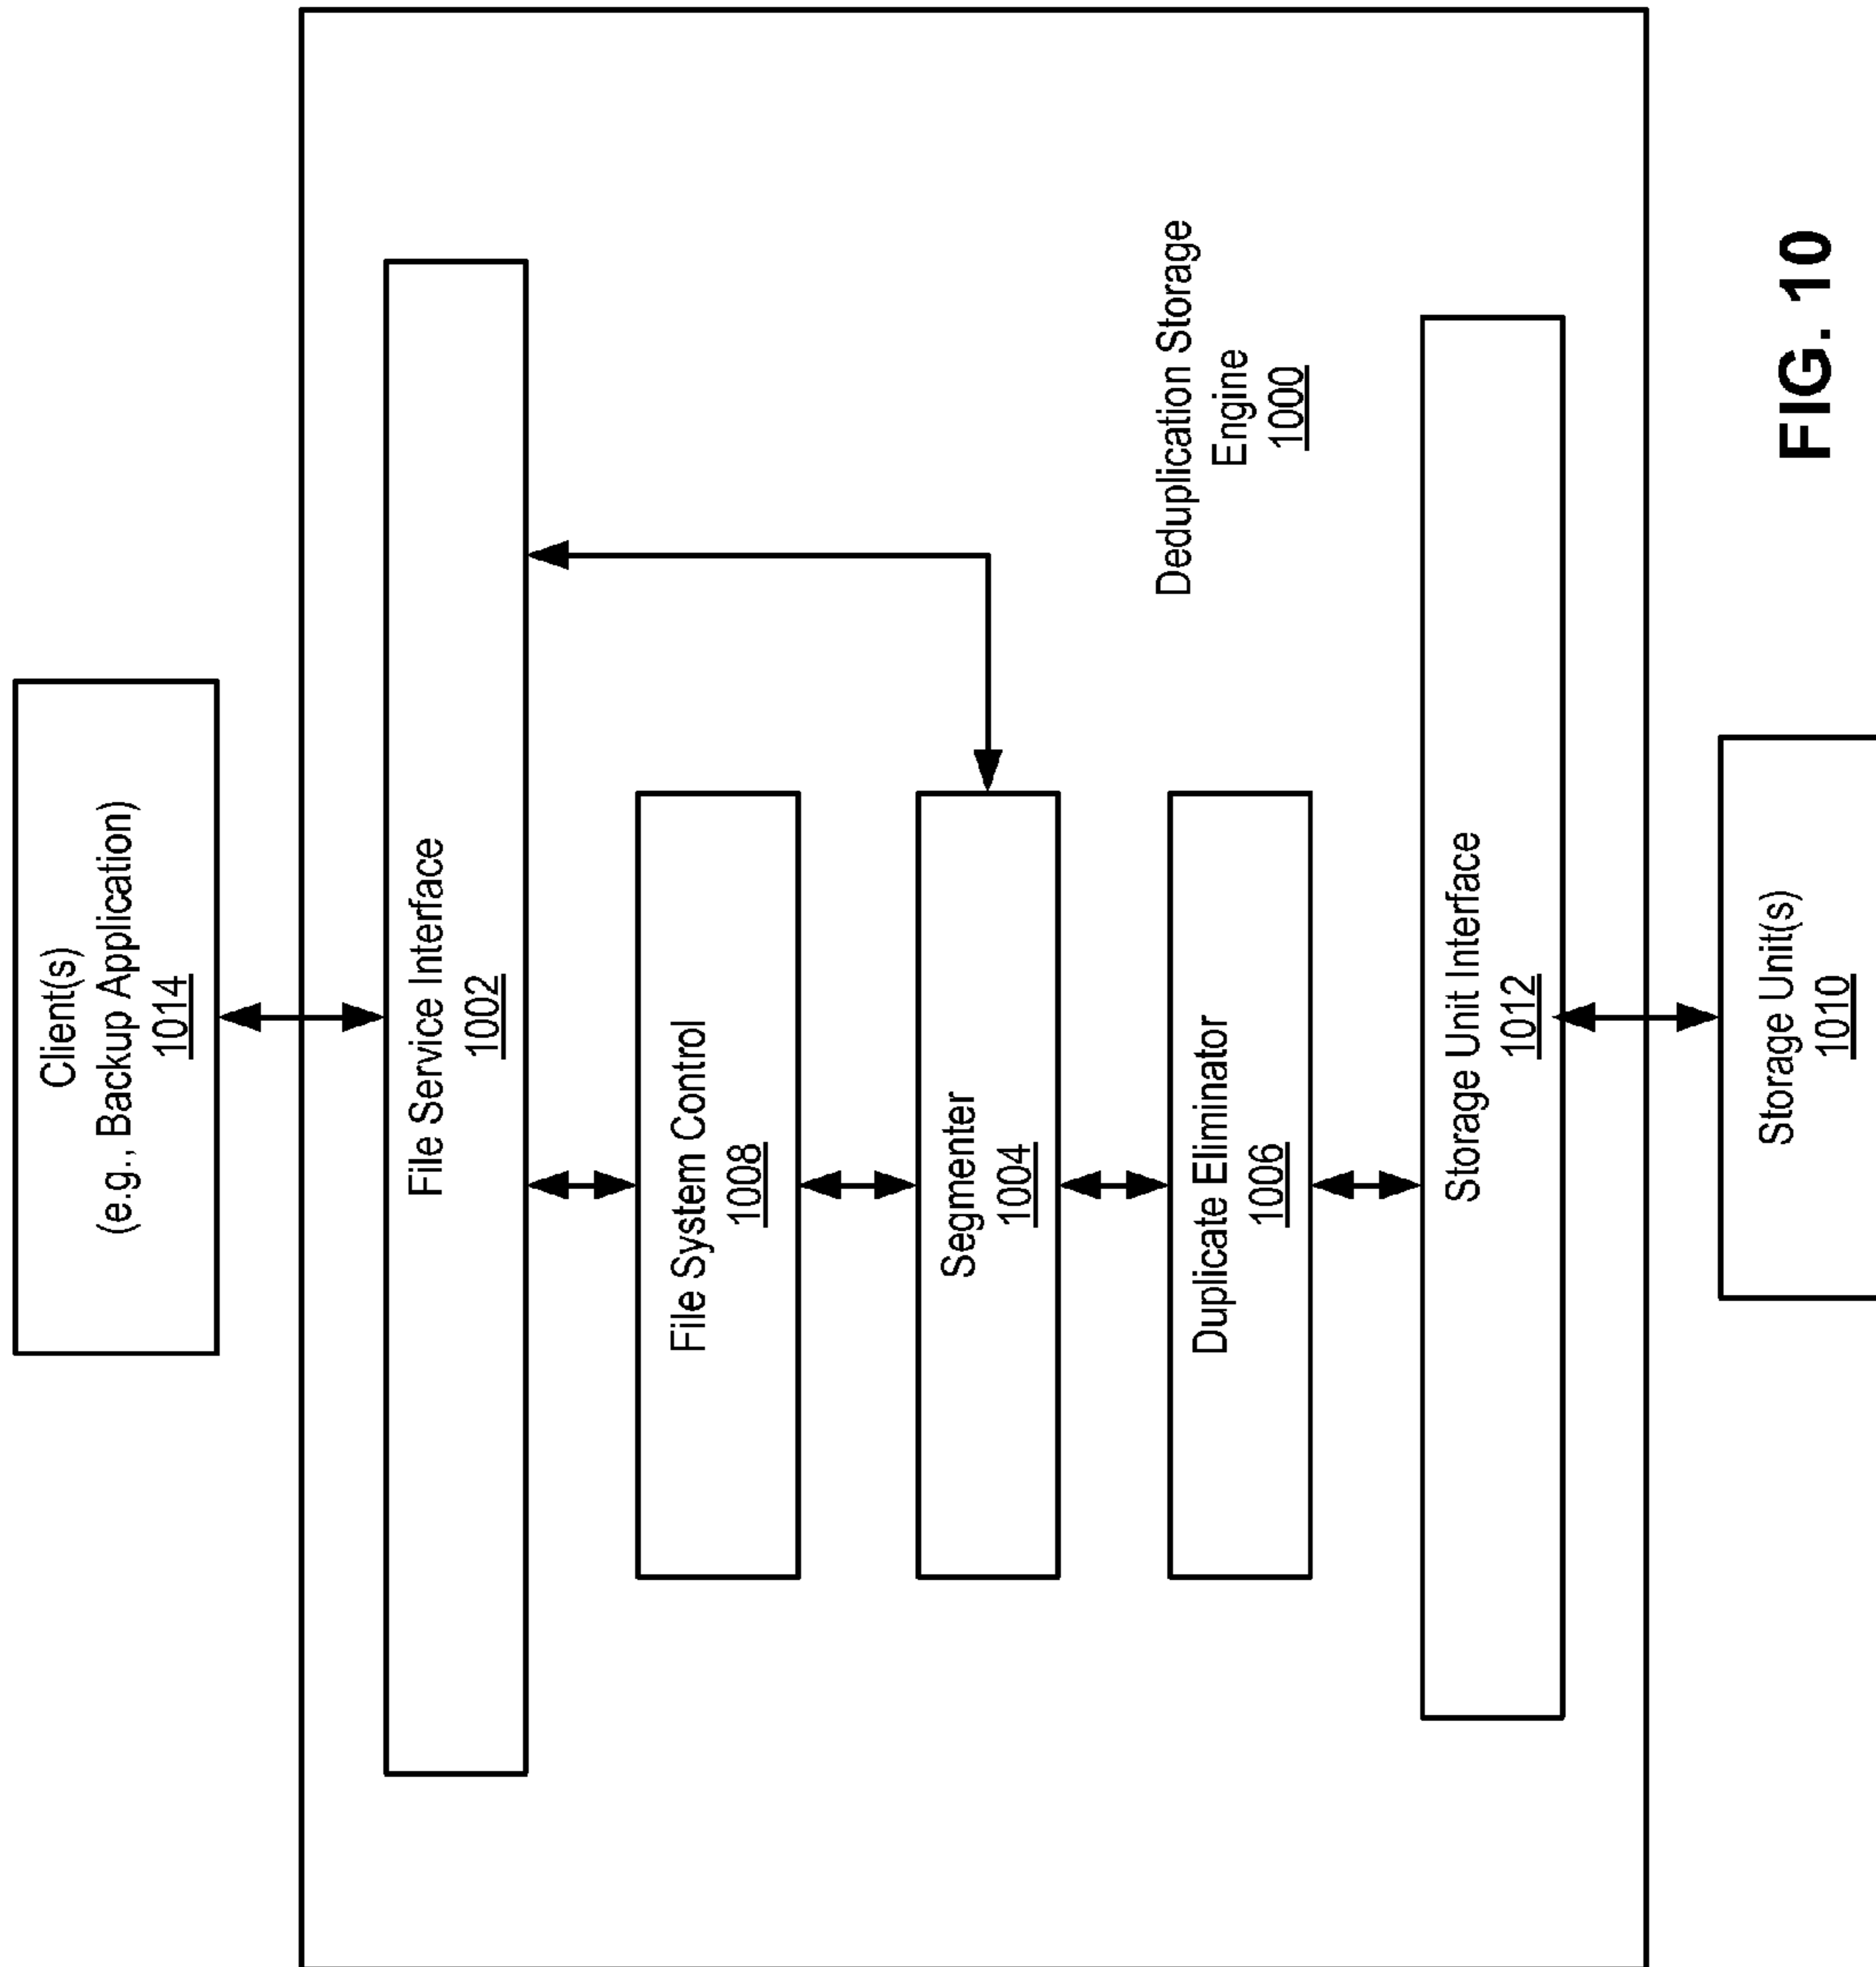 Client(s)
(e.g., Backup Application)
1014
File Service Interface
1002
File System Control
1008
Segmenter
1004
Duplicate Eliminator
1006
Deduplication Storage
Engine
1000
Storage Unit Interface
1012
Storage Unit(s)
1010
FIG. 10